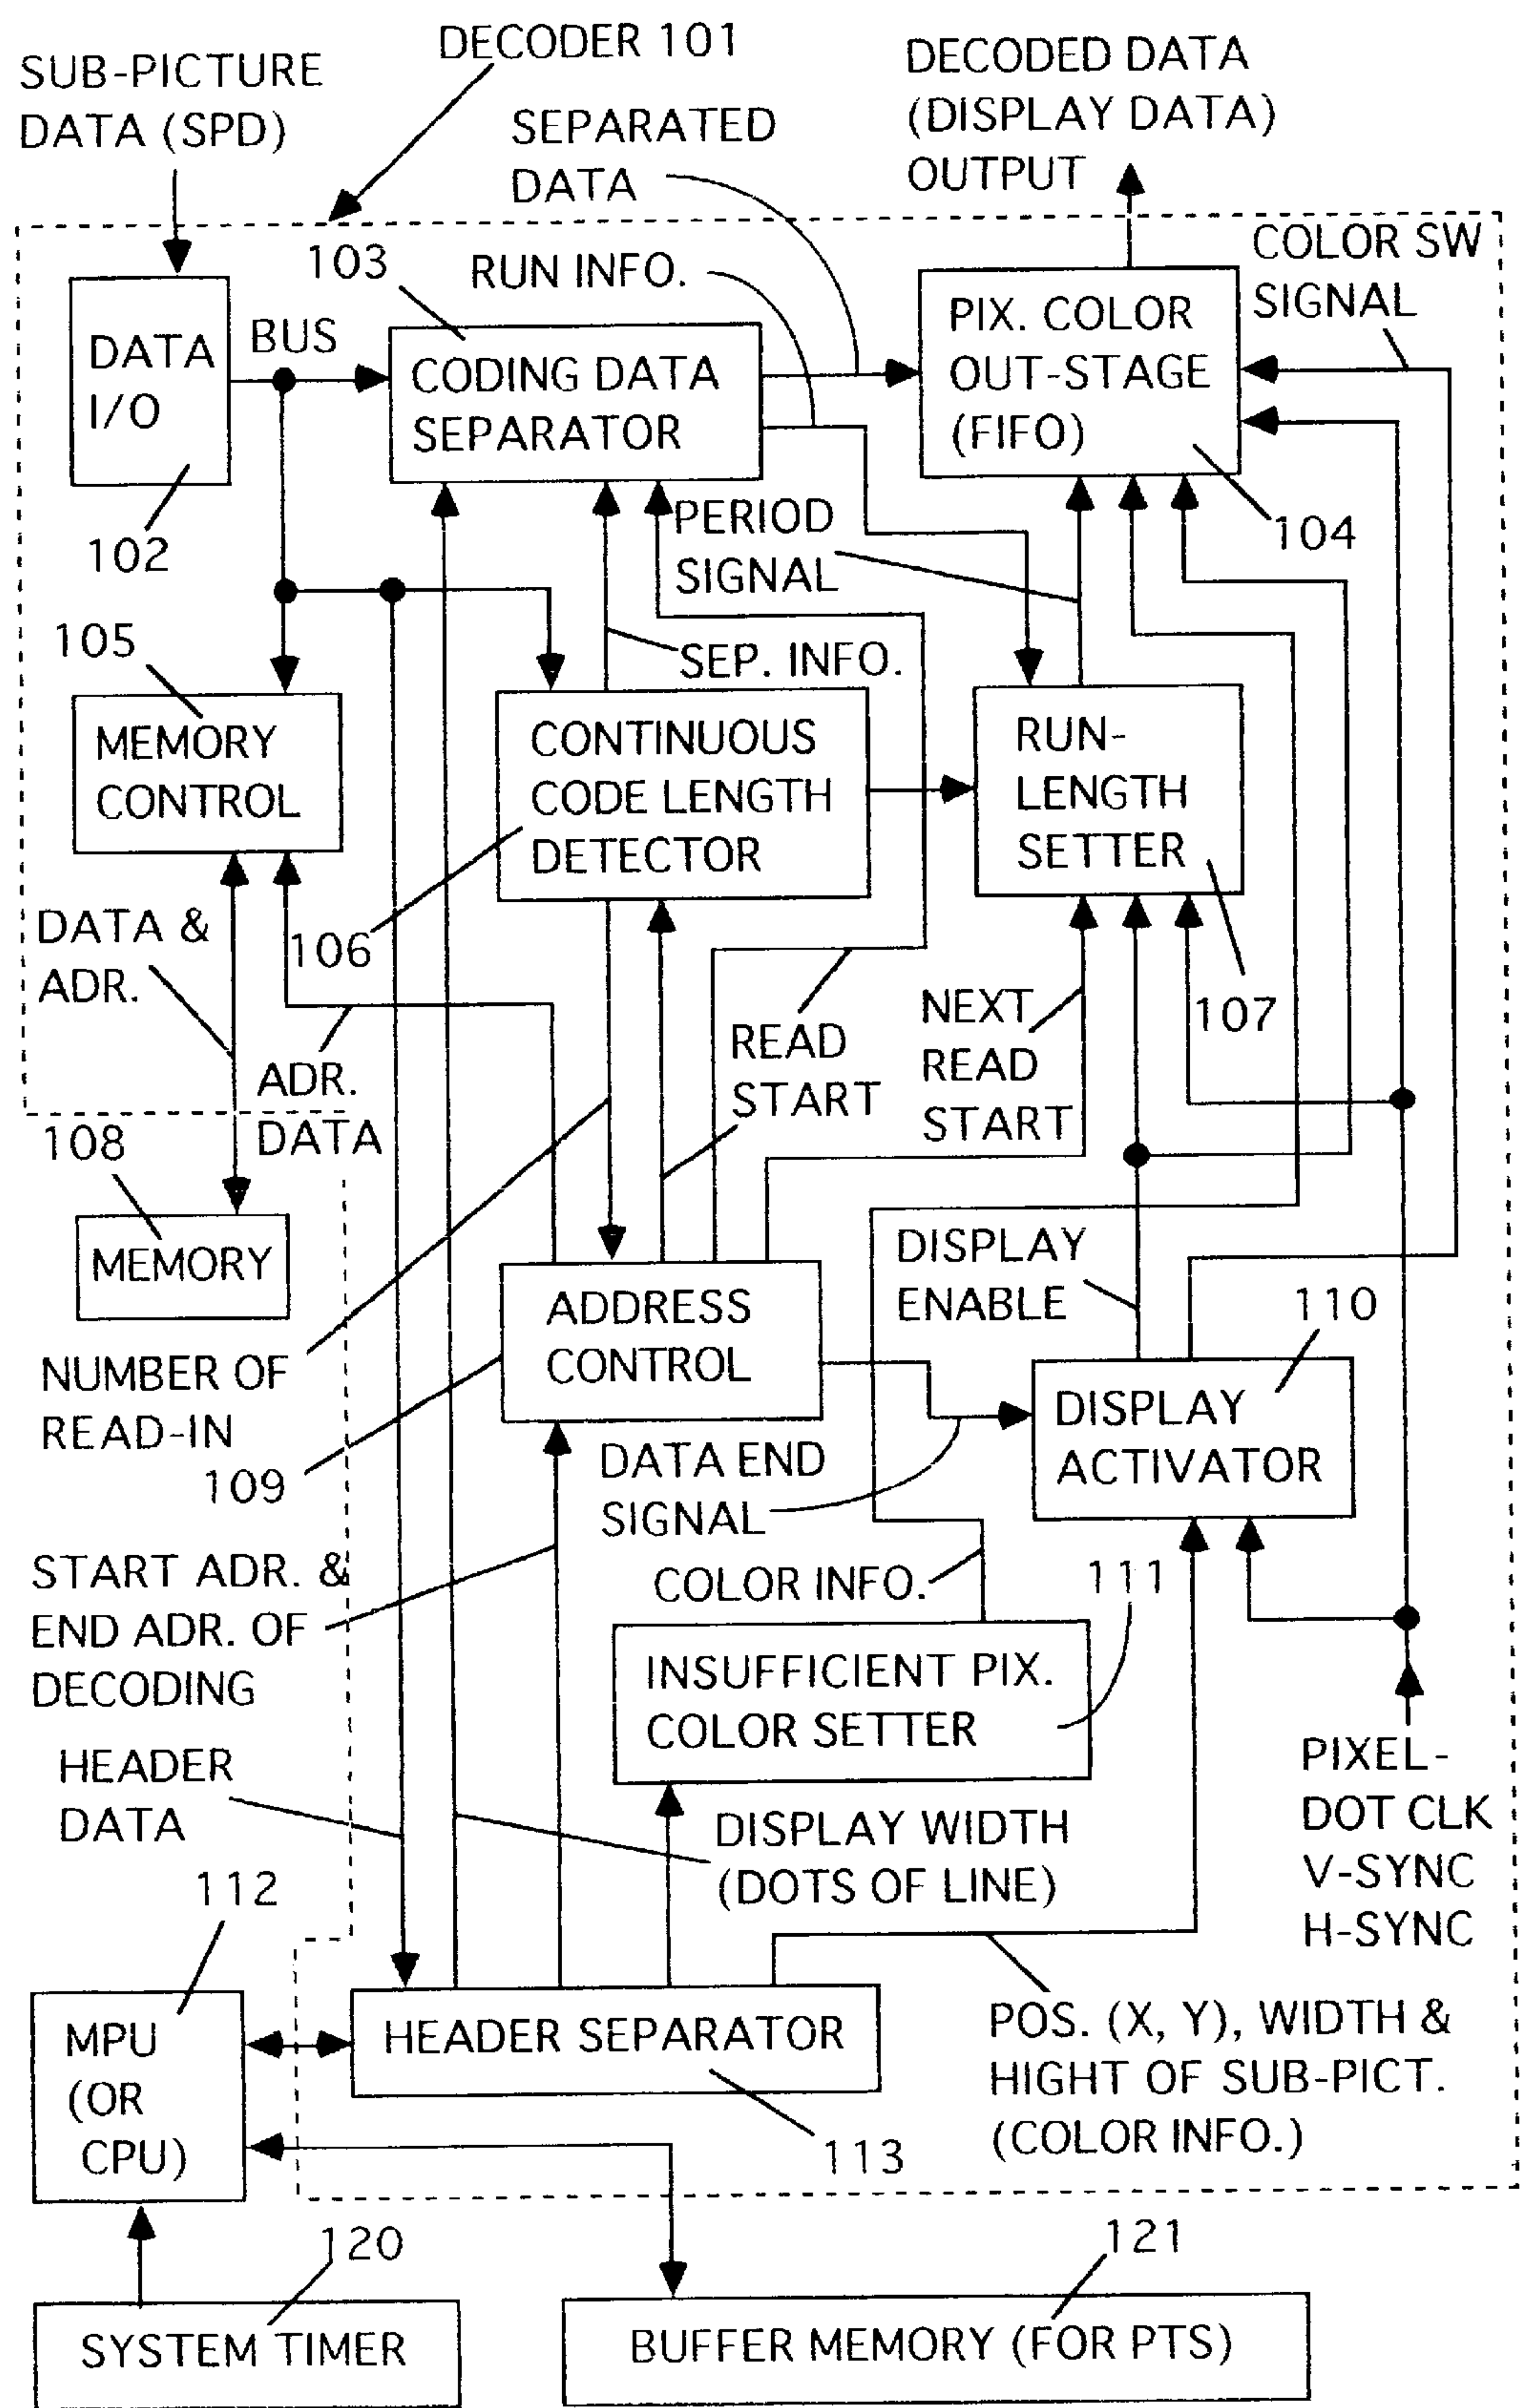 DECODER 101
SUB-PICTURE
DATA (SPD)
SEPARATED
DATA
DECODED DATA
(DISPLAY DATA)
OUTPUT
COLOR SW
SIGNAL
103
RUN INFO.
DATA
I/O
BUS
CODING DATA
SEPARATOR
PIX. COLOR
OUT-STAGE
(FIFO)
102
PERIOD
SIGNAL
104
105
SEP. INFO.
MEMORY
CONTROL
CONTINUOUS
CODE LENGTH
DETECTOR
RUN-
LENGTH
SETTER
DATA &
ADR.
106
107
ADR.
DATA
READ
START
NEXT
READ
START
108
MEMORY
DISPLAY
ENABLE
110
ADDRESS
CONTROL
NUMBER OF
READ-IN
109
DISPLAY
ACTIVATOR
DATA END
SIGNAL
START ADR. &
END ADR. OF
DECODING
COLOR INFO.
111
INSUFFICIENT PIX.
COLOR SETTER
HEADER
DATA
DISPLAY WIDTH
(DOTS OF LINE)
PIXEL-
DOT CLK
V-SYNC
H-SYNC
112
MPU
(OR
CPU)
HEADER SEPARATOR
POS. (X, Y), WIDTH &
HIGHT OF SUB-PICT.
(COLOR INFO.)
113
120
121
SYSTEM TIMER
BUFFER MEMORY (FOR PTS)